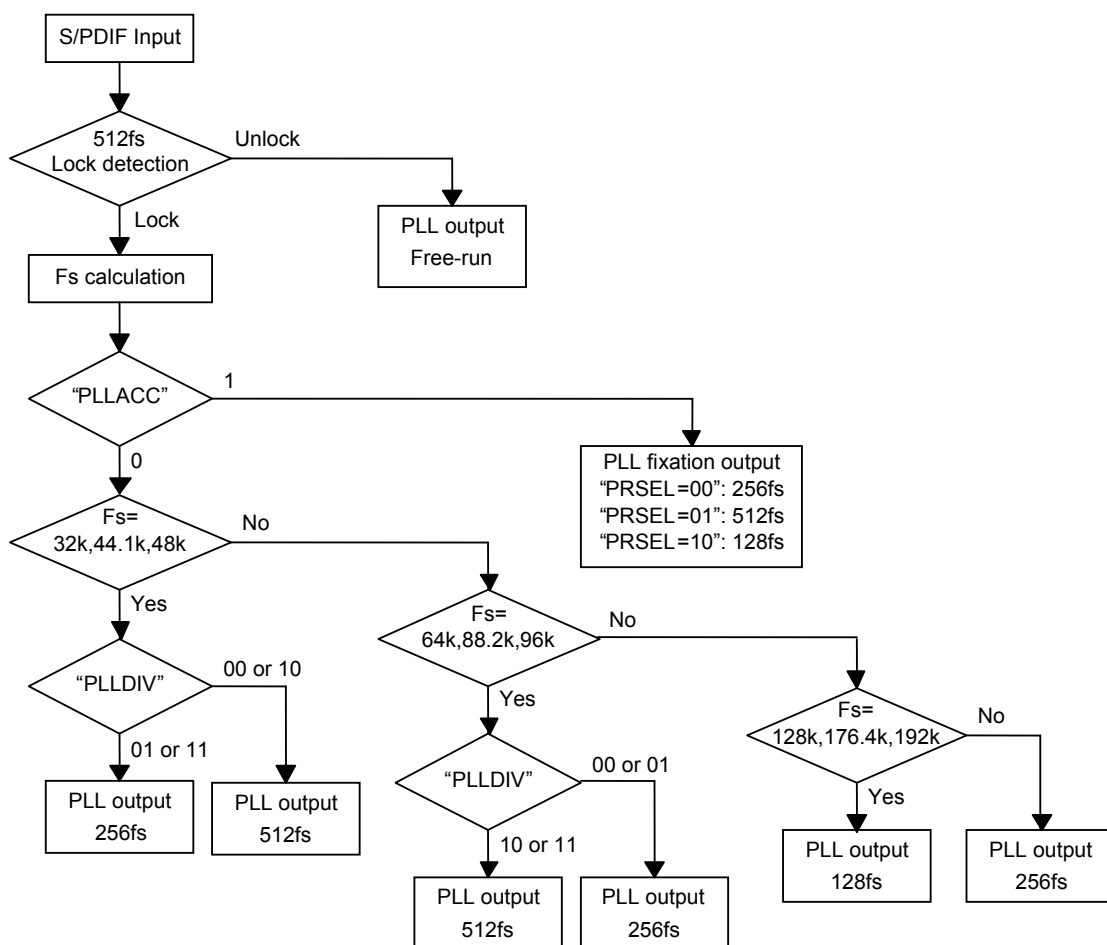 S/PDIF Input
512fs
Lock detection
Unlock
PLL output
Free-run
Lock
Fs calculation
“PLLACC”
1
0
PLL fixation output
“PRSEL=00”: 256fs
“PRSEL=01”: 512fs
“PRSEL=10”: 128fs
Fs=
32k,44.1k,48k
No
Yes
Fs=
64k,88.2k,96k
No
Yes
“PLLDIV”
00 or 10
01 or 11
PLL output
256fs
PLL output
512fs
“PLLDIV”
00 or 01
10 or 11
PLL output
512fs
PLL output
256fs
Fs=
128k,176.4k,192k
No
Yes
PLL output
128fs
PLL output
256fs